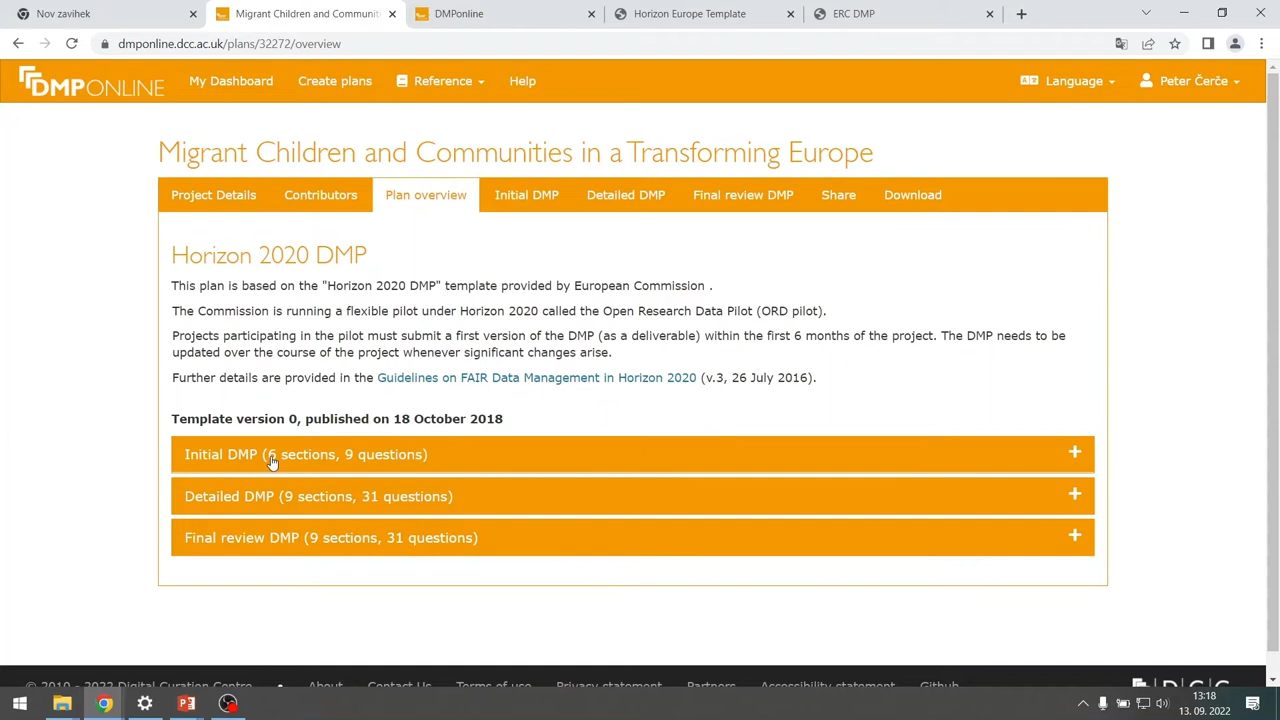 Nov zavihek
Migrant Children and Communiti
DMPonline
Horizon Europe Template
ERC DMP
dmponline.dcc.ac.uk/plans/32272/overview
DMPONLINE
My Dashboard
Create plans
Reference
Help
Language
Peter Čerče
Migrant Children and Communities in a Transforming Europe
Project Details
Contributors
Plan overview
Initial DMP
Detailed DMP
Final review DMP
Share
Download
Horizon 2020 DMP
This plan is based on the "Horizon 2020 DMP" template provided by European Commission .
The Commission is running a flexible pilot under Horizon 2020 called the Open Research Data Pilot (ORD pilot).
Projects participating in the pilot must submit a first version of the DMP (as a deliverable) within the first 6 months of the project. The DMP needs to be
updated over the course of the project whenever significant changes arise.
Further details are provided in the Guidelines on FAIR Data Management in Horizon 2020 (v.3, 26 July 2016).
Template version 0, published on 18 October 2018
Initial DMP (6 sections, 9 questions)
Detailed DMP (9 sections, 31 questions)
Final review DMP (9 sections, 31 questions)
Digital Curation Centre
About
Contact Us
Terms of use
Privacy statement
Partners
Accessibility statement
Github
13:18
13. 09. 2022